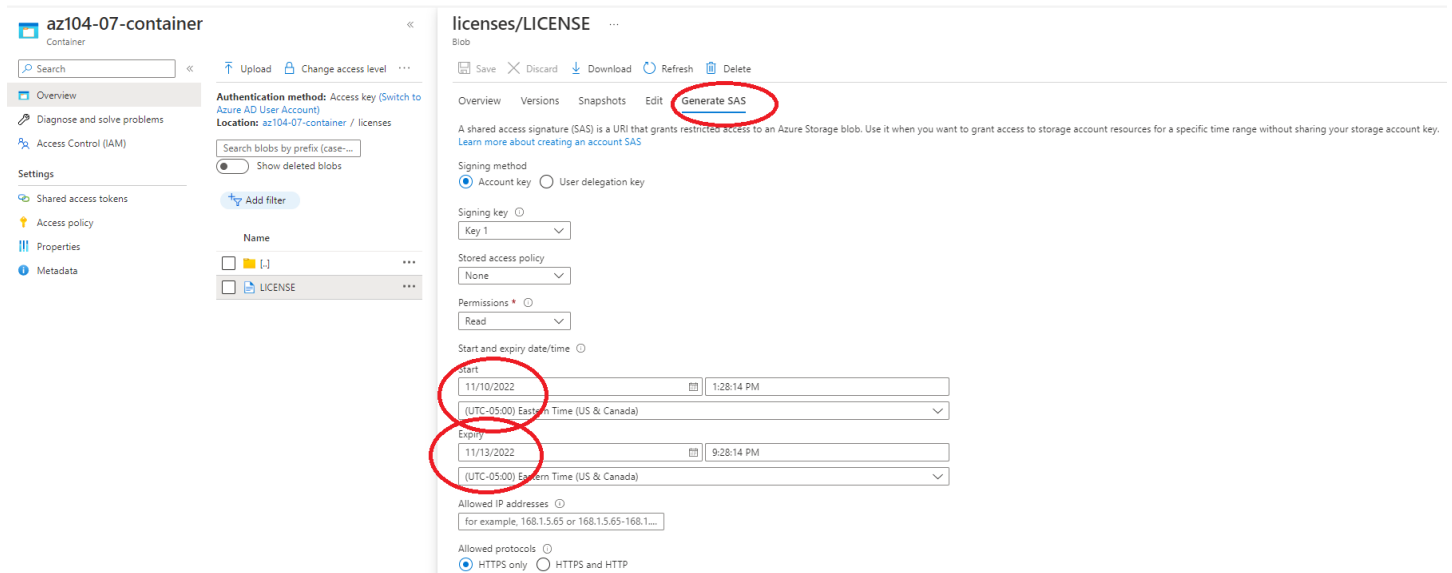 az104-07-container
Container
Search
Overview
Diagnose and solve problems
Access Control (IAM)
Settings
Shared access tokens
Access policy
Properties
Metadata
Upload
Change access level
Authentication method: Access key (Switch to
Azure AD User Account)
Location: az104-07-container / licenses
Search blobs by prefix (case-...
Show deleted blobs
Add filter
Name
[..]
LICENSE
licenses/LICENSE
Blob
Save
Discard
Download
Refresh
Delete
Overview
Versions
Snapshots
Edit
Generate SAS
A shared access signature (SAS) is a URI that grants restricted access to an Azure Storage blob. Use it when you want to grant access to storage account resources for a specific time range without sharing your storage account key.
Learn more about creating an account SAS
Signing method
Account key
User delegation key
Signing key
Key 1
Stored access policy
None
Permissions *
Read
Start and expiry date/time
Start
11/10/2022
1:28:14 PM
(UTC-05:00) Eastern Time (US & Canada)
Expiry
11/13/2022
9:28:14 PM
(UTC-05:00) Eastern Time (US & Canada)
Allowed IP addresses
for example, 168.1.5.65 or 168.1.5.65-168.1....
Allowed protocols
HTTPS only
HTTPS and HTTP